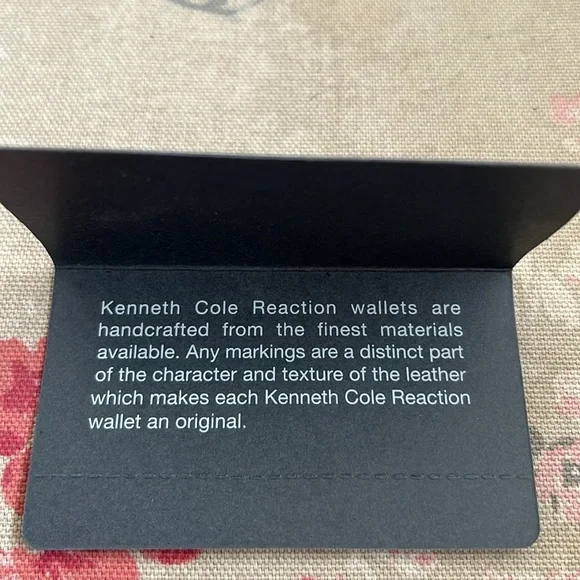 Kenneth Cole Reaction wallets are
handcrafted from the finest materials
available. Any markings are a distinct part
of the character and texture of the leather
which makes each Kenneth Cole Reaction
wallet an original.